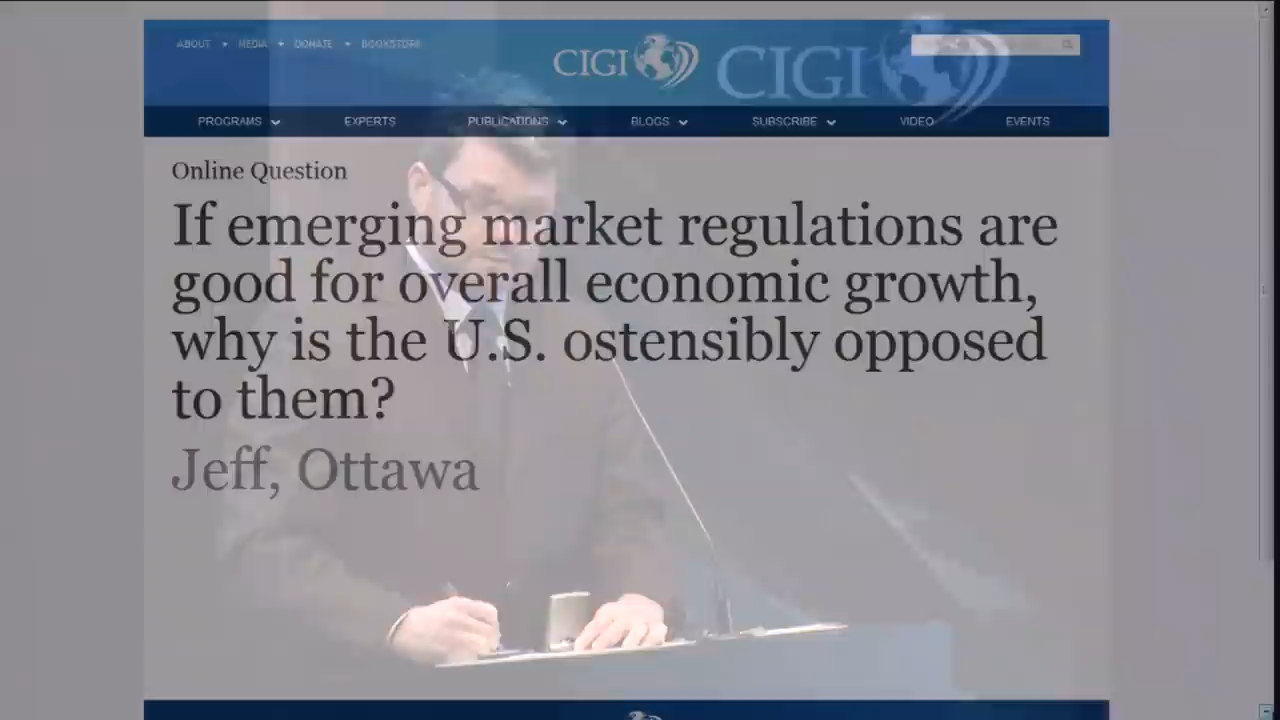 ABOUT MEDIA DONATE BOOKSTORE
CIGI CIGI
PROGRAMS EXPERTS PUBLICATIONS BLOGS SUBSCRIBE VIDEO EVENTS
Online Question
If emerging market regulations are
good for overall economic growth,
why is the U.S. ostensibly opposed
to them?
Jeff, Ottawa